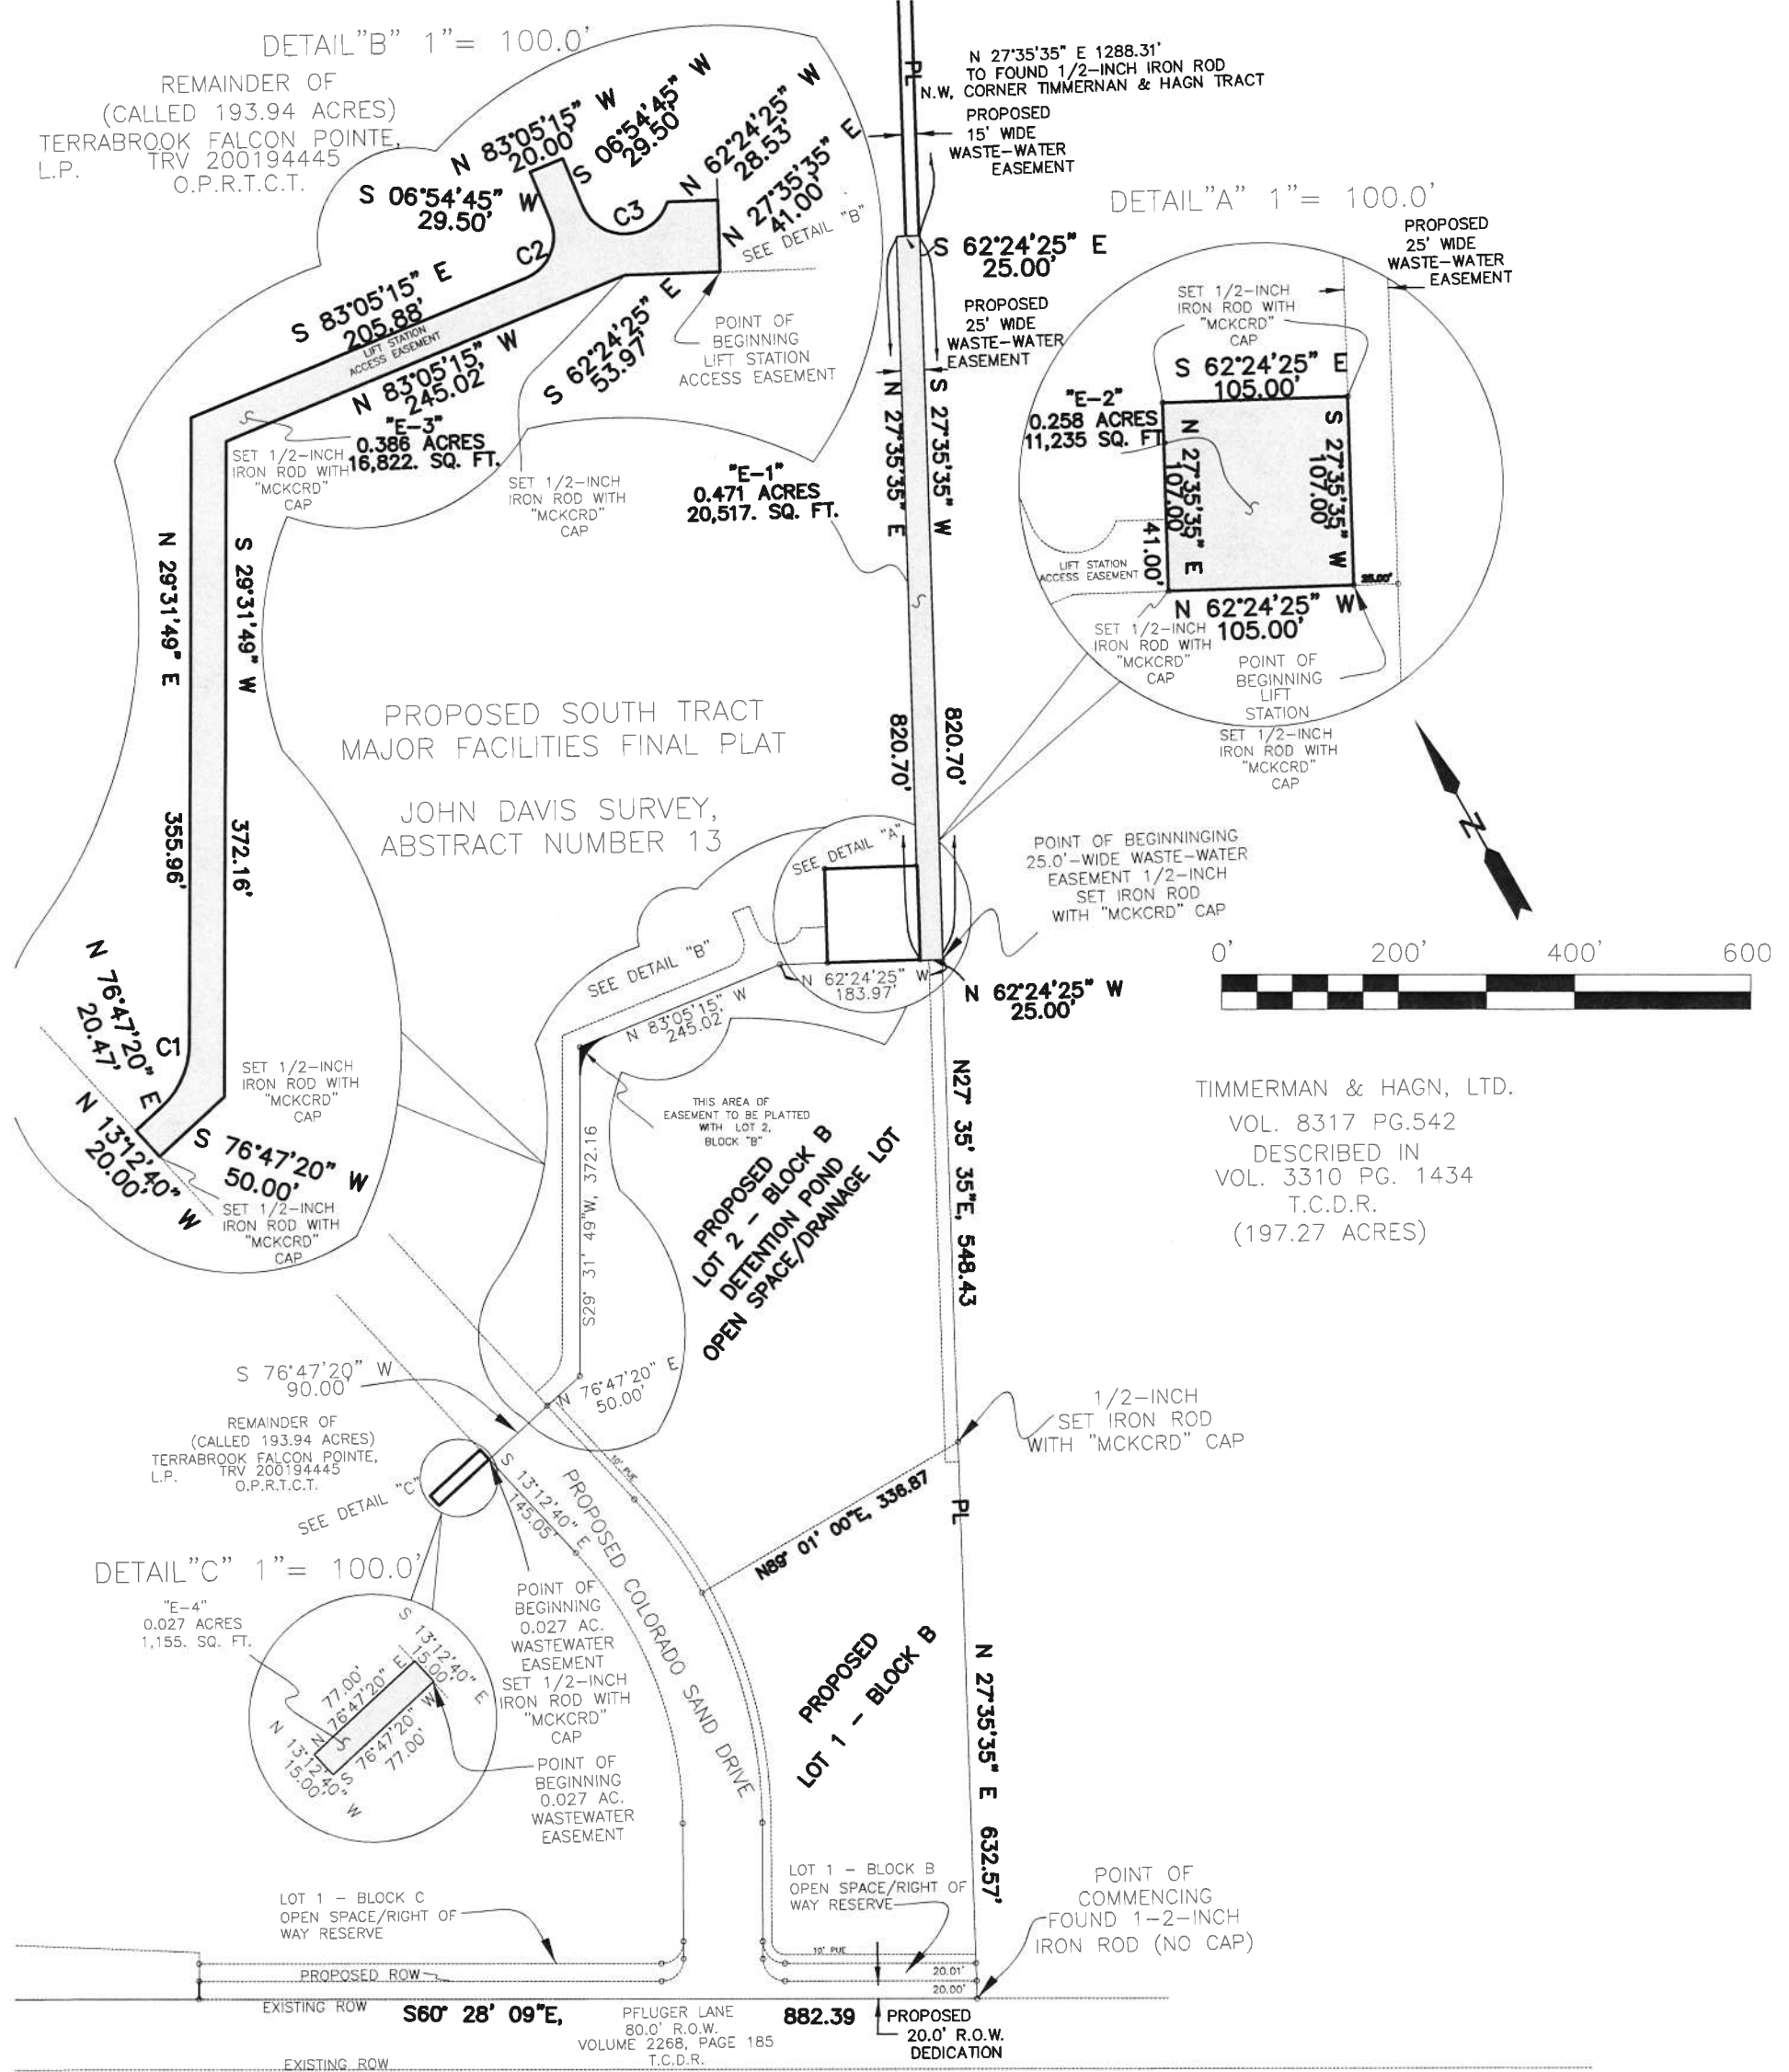 DETAIL"B" 1"= 100.0'
REMAINDER OF
(CALLED 193.94 ACRES)
TERRABROOK FALCON POINTE,
L.P. TRV 200194445
O.P.R.T.C.T.
N 83°05'15" W
20.00'
S 06°54'45" W
29.50'
N 62°24'25" W
28.53'
N 27°35'35" E
41.00'
SEE DETAIL "B"
S 06°54'45" W
29.50'
C3
C2
S 83°05'15" E
205.88'
LIFT STATION
ACCESS EASEMENT
N 83°05'15" W
245.02'
S 62°24'25" E
53.97'
POINT OF
BEGINNING
LIFT STATION
ACCESS EASEMENT
"E-3"
0.386 ACRES
16,822. SQ. FT.
SET 1/2-INCH
IRON ROD WITH
"MCKCRD"
CAP
SET 1/2-INCH
IRON ROD WITH
"MCKCRD"
CAP
N 29°31'49" E
355.96'
S 29°31'49" W
372.16'
N 76°47'20" E
20.47'
C1
N 13°12'40" W
20.00'
S 76°47'20" W
50.00'
SET 1/2-INCH
IRON ROD WITH
"MCKCRD"
CAP
SET 1/2-INCH
IRON ROD WITH
"MCKCRD"
CAP
PL
N 27°35'35" E 1288.31'
TO FOUND 1/2-INCH IRON ROD
N.W, CORNER TIMMERNAN & HAGN TRACT
PROPOSED
15' WIDE
WASTE-WATER
EASEMENT
S 62°24'25" E
25.00'
PROPOSED
25' WIDE
WASTE-WATER
EASEMENT
N 27°35'35" E
820.70'
S 27°35'35" W
820.70'
"E-1"
0.471 ACRES
20,517. SQ. FT.
DETAIL"A" 1"= 100.0'
PROPOSED
25' WIDE
WASTE-WATER
EASEMENT
SET 1/2-INCH
IRON ROD WITH
"MCKCRD"
CAP
S 62°24'25" E
105.00'
"E-2"
0.258 ACRES
11,235 SQ. FT
N 27°35'35" E
107.00'
S 27°35'35" W
107.00'
41.00'
LIFT STATION
ACCESS EASEMENT
25.00'
N 62°24'25" W
105.00'
SET 1/2-INCH
IRON ROD WITH
"MCKCRD"
CAP
POINT OF
BEGINNING
LIFT
STATION
SET 1/2-INCH
IRON ROD WITH
"MCKCRD"
CAP
N
PROPOSED SOUTH TRACT
MAJOR FACILITIES FINAL PLAT
JOHN DAVIS SURVEY,
ABSTRACT NUMBER 13
SEE DETAIL "A"
POINT OF BEGINNINGING
25.0'-WIDE WASTE-WATER
EASEMENT 1/2-INCH
SET IRON ROD
WITH "MCKCRD" CAP
0' 200' 400' 600
SEE DETAIL "B"
N 62°24'25" W
183.97'
N 62°24'25" W
25.00'
N 83°05'15" W
245.02'
THIS AREA OF
EASEMENT TO BE PLATTED
WITH LOT 2,
BLOCK "B"
PROPOSED
LOT 2 - BLOCK B
DETENTION POND
OPEN SPACE/DRAINAGE LOT
N27° 35' 35"E, 548.43
S29° 31' 49"W, 372.16
TIMMERMAN & HAGN, LTD.
VOL. 8317 PG.542
DESCRIBED IN
VOL. 3310 PG. 1434
T.C.D.R.
(197.27 ACRES)
S 76°47'20" W
90.00'
N 76°47'20" E
50.00'
1/2-INCH
SET IRON ROD
WITH "MCKCRD" CAP
REMAINDER OF
(CALLED 193.94 ACRES)
TERRABROOK FALCON POINTE,
L.P. TRV 200194445
O.P.R.T.C.T.
SEE DETAIL "C"
S 13°12'40" E
145.05'
10' PUE
PROPOSED COLORADO SAND DRIVE
N89° 01' 00"E, 336.87
PL
DETAIL"C" 1"= 100.0'
"E-4"
0.027 ACRES
1,155. SQ. FT.
S 13°12'40" E
15.00'
77.00'
N 76°47'20" E
S 76°47'20" W
77.00'
N 13°12'40" W
15.00'
POINT OF
BEGINNING
0.027 AC.
WASTEWATER
EASEMENT
SET 1/2-INCH
IRON ROD WITH
"MCKCRD"
CAP
POINT OF
BEGINNING
0.027 AC.
WASTEWATER
EASEMENT
PROPOSED
LOT 1 - BLOCK B
N 27°35'35" E 632.57'
LOT 1 - BLOCK C
OPEN SPACE/RIGHT OF
WAY RESERVE
LOT 1 - BLOCK B
OPEN SPACE/RIGHT OF
WAY RESERVE
POINT OF
COMMENCING
FOUND 1-2-INCH
IRON ROD (NO CAP)
10' PUE
20.01'
PROPOSED ROW
20.00'
EXISTING ROW
S60° 28' 09"E, 882.39
PFLUGER LANE
80.0' R.O.W.
VOLUME 2268, PAGE 185
T.C.D.R.
PROPOSED
20.0' R.O.W.
DEDICATION
EXISTING ROW